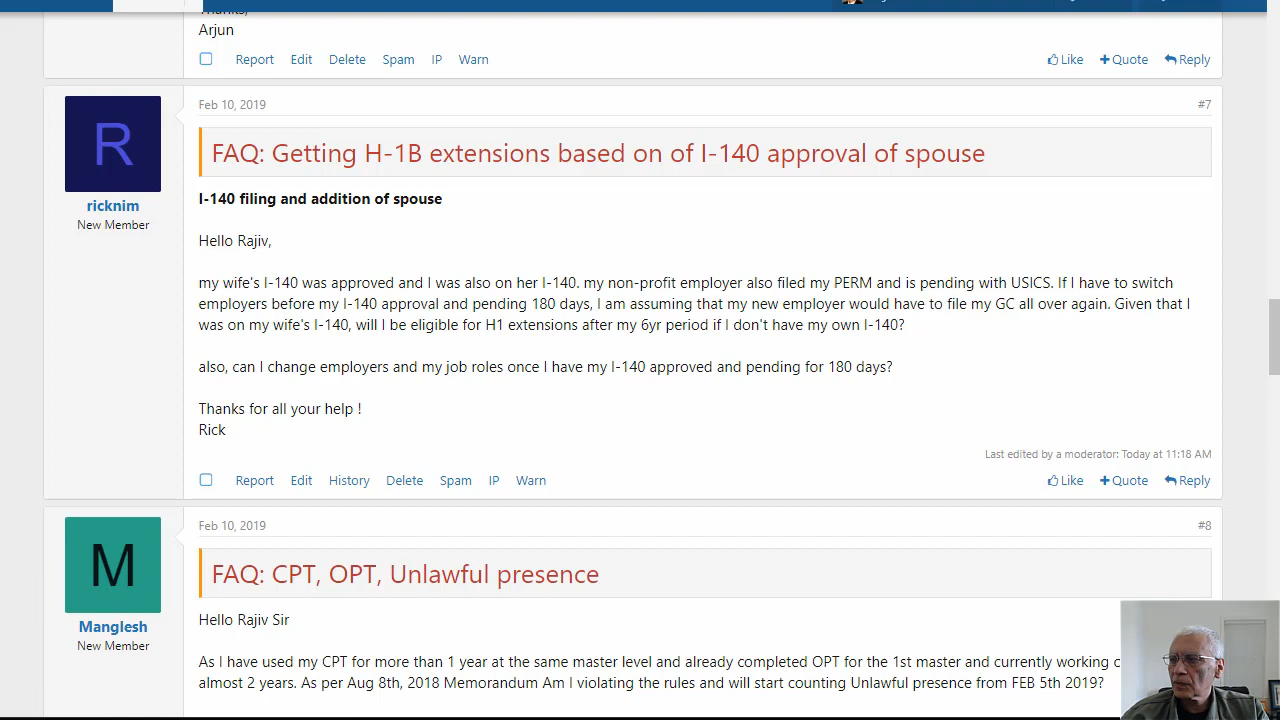 Arjun
Report Edit Delete Spam IP Warn Like Quote Reply
Feb 10, 2019 #7
R
ricknim
New Member
FAQ: Getting H-1B extensions based on of I-140 approval of spouse
I-140 filing and addition of spouse
Hello Rajiv,
my wife's I-140 was approved and I was also on her I-140. my non-profit employer also filed my PERM and is pending with USICS. If I have to switch
employers before my I-140 approval and pending 180 days, I am assuming that my new employer would have to file my GC all over again. Given that I
was on my wife's I-140, will I be eligible for H1 extensions after my 6yr period if I don't have my own I-140?
also, can I change employers and my job roles once I have my I-140 approved and pending for 180 days?
Thanks for all your help !
Rick
Last edited by a moderator: Today at 11:18 AM
Report Edit History Delete Spam IP Warn Like Quote Reply
Feb 10, 2019 #8
M
Manglesh
New Member
FAQ: CPT, OPT, Unlawful presence
Hello Rajiv Sir
As I have used my CPT for more than 1 year at the same master level and already completed OPT for the 1st master and currently working
almost 2 years. As per Aug 8th, 2018 Memorandum Am I violating the rules and will start counting Unlawful presence from FEB 5th 2019?